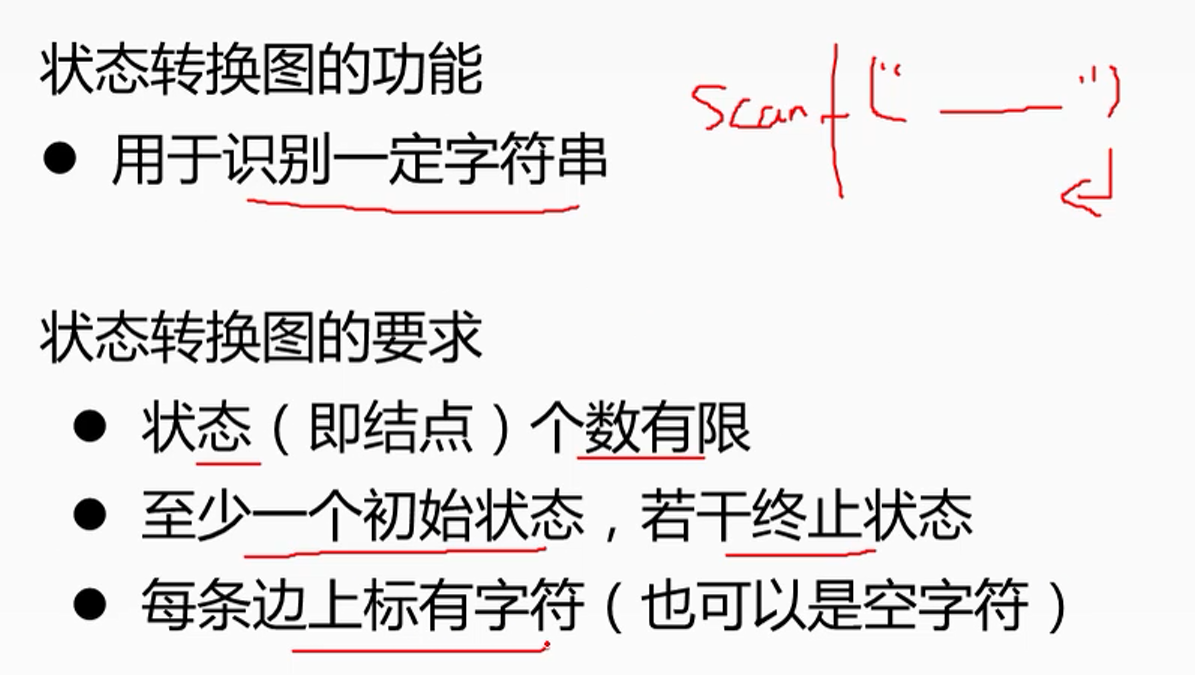 状态转换图的功能
● 用于识别一定字符串
scanf(" ")
状态转换图的要求
● 状态（即结点）个数有限
● 至少一个初始状态，若干终止状态
● 每条边上标有字符（也可以是空字符）